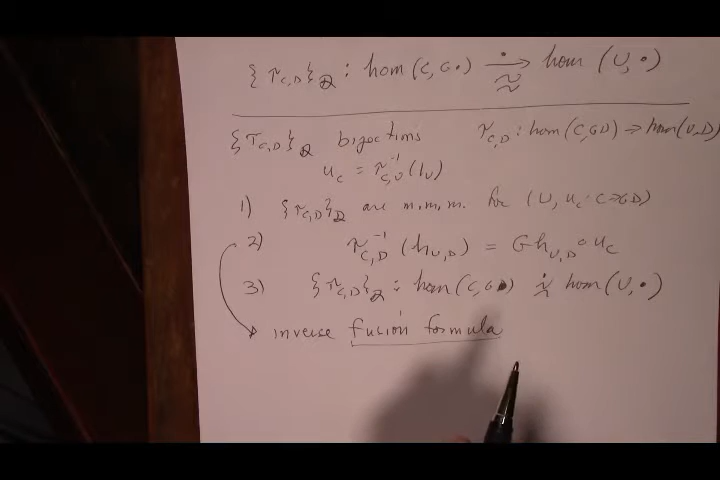 {τ_{C,D}}_𝒟 : hom(C, G•) →̇ ≈ hom(U, •)
{τ_{C,D}}_𝒟 bijections τ_{C,D} : hom(C,GD) → hom(U,D)
u_C = τ_{C,U}^{-1}(1_U)
1) {τ_{C,D}}_𝒟 are m.m.m. for (U, u_C : C → GD)
2) τ_{C,D}^{-1}(h_{U,D}) = Gh_{U,D} ∘ u_C
3) {τ_{C,D}}_𝒟 : hom(C,G•) ≈̇ hom(U,•)
inverse fusion formula